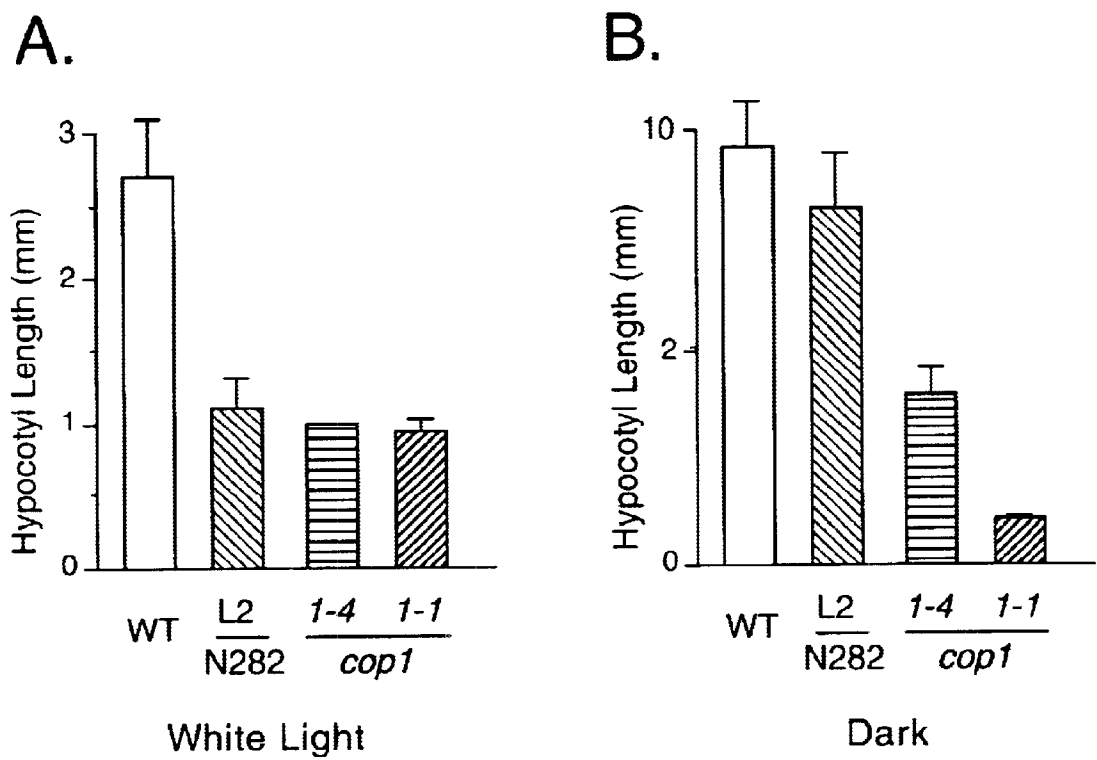 A.
Hypocotyl Length (mm)
3
2
1
0
WT
L2
N282
1-4
1-1
cop1
White Light
B.
Hypocotyl Length (mm)
10
2
0
WT
L2
N282
1-4
1-1
cop1
Dark